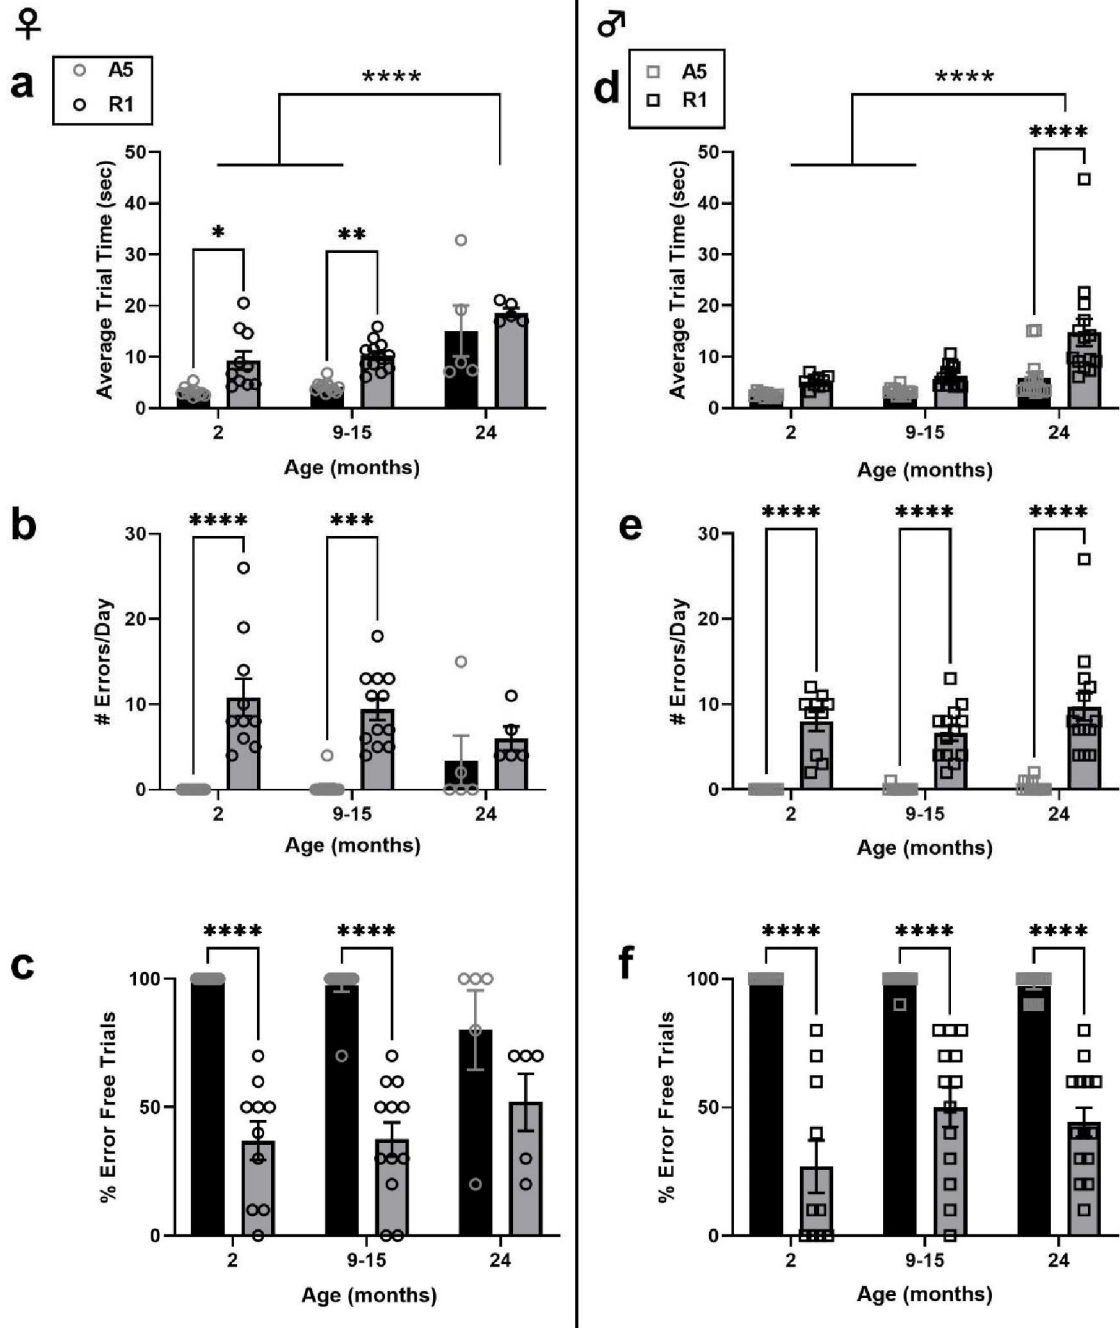 ♀
A5
R1
a
****
*
**
50
40
30
20
10
0
Average Trial Time (sec)
2
9-15
24
Age (months)
b
****
***
30
20
10
0
# Errors/Day
2
9-15
24
Age (months)
c
****
****
100
50
0
% Error Free Trials
2
9-15
24
Age (months)
♂
A5
R1
d
****
****
50
40
30
20
10
0
Average Trial Time (sec)
2
9-15
24
Age (months)
e
****
****
****
30
20
10
0
# Errors/Day
2
9-15
24
Age (months)
f
****
****
****
100
50
0
% Error Free Trials
2
9-15
24
Age (months)